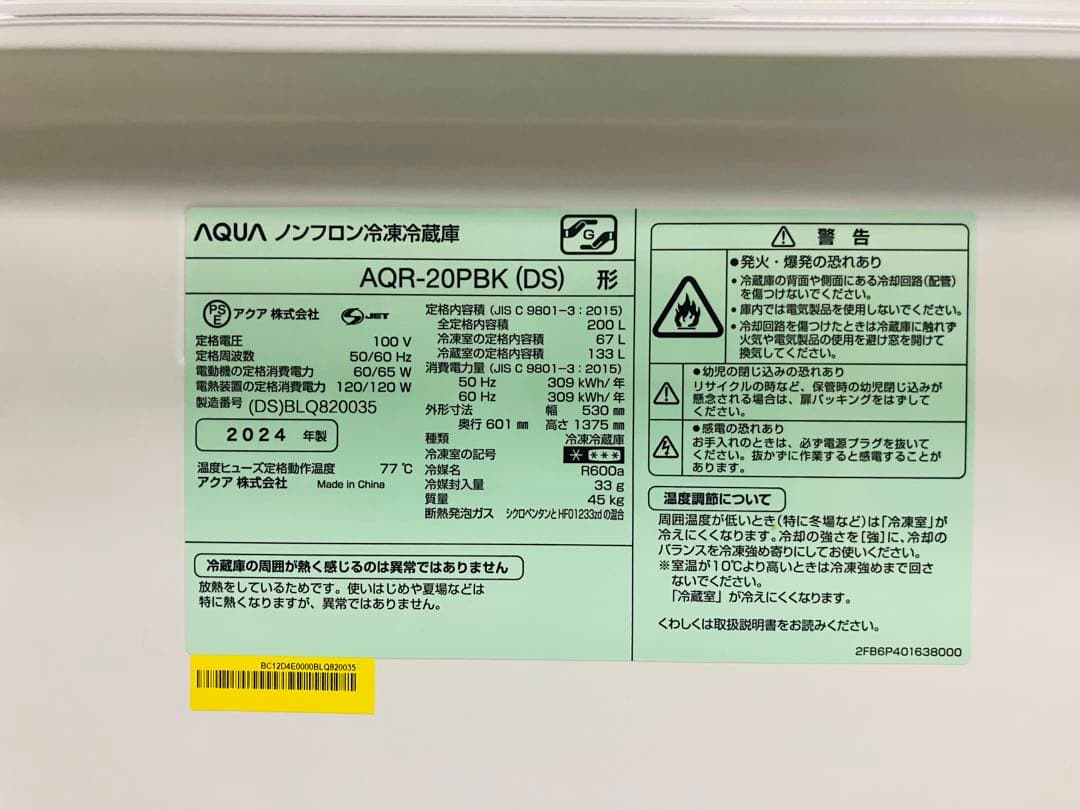 AQUA ノンフロン冷凍冷蔵庫
G
AQR-20PBK (DS) 形
PS E アクア 株式会社 S JET
定格電圧 100 V
定格周波数 50/60 Hz
電動機の定格消費電力 60/65 W
電熱装置の定格消費電力 120/120 W
製造番号 (DS)BLQ820035
2024 年製
温度ヒューズ定格動作温度 77 ℃
アクア 株式会社 Made in China
定格内容積 (JIS C 9801-3：2015)
全定格内容積 200 L
冷凍室の定格内容積 67 L
冷蔵室の定格内容積 133 L
消費電力量 (JIS C 9801-3：2015)
50 Hz 309 kWh/年
60 Hz 309 kWh/年
外形寸法 幅 530 mm
奥行 601 mm 高さ 1375 mm
種類 冷凍冷蔵庫
冷凍室の記号 * ***
冷媒名 R600a
冷媒封入量 33 g
質量 45 kg
断熱発泡ガス シクロペンタンとHFO1233zdの混合
冷蔵庫の周囲が熱く感じるのは異常ではありません
放熱をしているためです。使いはじめや夏場などは
特に熱くなりますが、異常ではありません。
BC12D4E0000BLQ820035
警 告
●発火・爆発の恐れあり
・冷蔵庫の背面や側面にある冷却回路(配管)
を傷つけないでください。
・庫内では電気製品を使用しないでください。
・冷却回路を傷つけたときは冷蔵庫に触れず
火気や電気製品の使用を避け窓を開けて
換気してください。
●幼児の閉じ込みの恐れあり
リサイクルの時など、保管時の幼児閉じ込みが
懸念される場合は、扉パッキングをはずして
ください。
●感電の恐れあり
お手入れのときは、必ず電源プラグを抜いて
ください。抜かずに作業すると感電することが
あります。
温度調節について
周囲温度が低いとき(特に冬場など)は「冷凍室」が
冷えにくくなります。冷却の強さを[強]に、冷却の
バランスを冷凍強め寄りにしてお使いください。
※室温が10℃より高いときは冷凍強めまで回さ
ないでください。
「冷蔵室」が冷えにくくなります。
くわしくは取扱説明書をお読みください。
2FB6P401638000